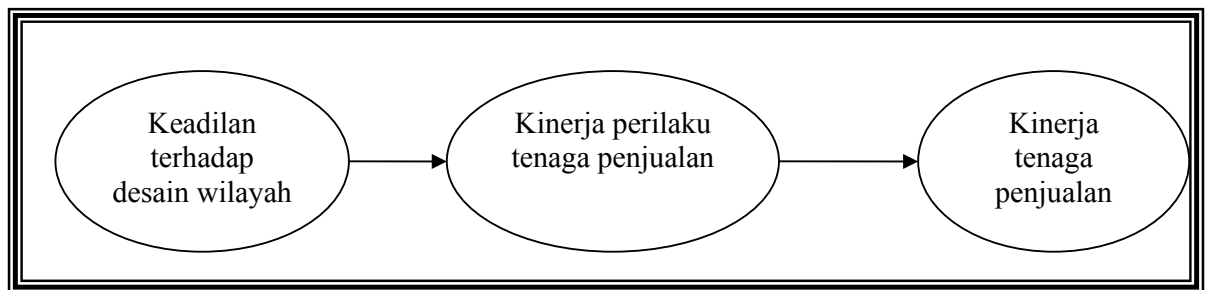 Keadilan
terhadap
desain wilayah
Kinerja perilaku
tenaga penjualan
Kinerja
tenaga
penjualan